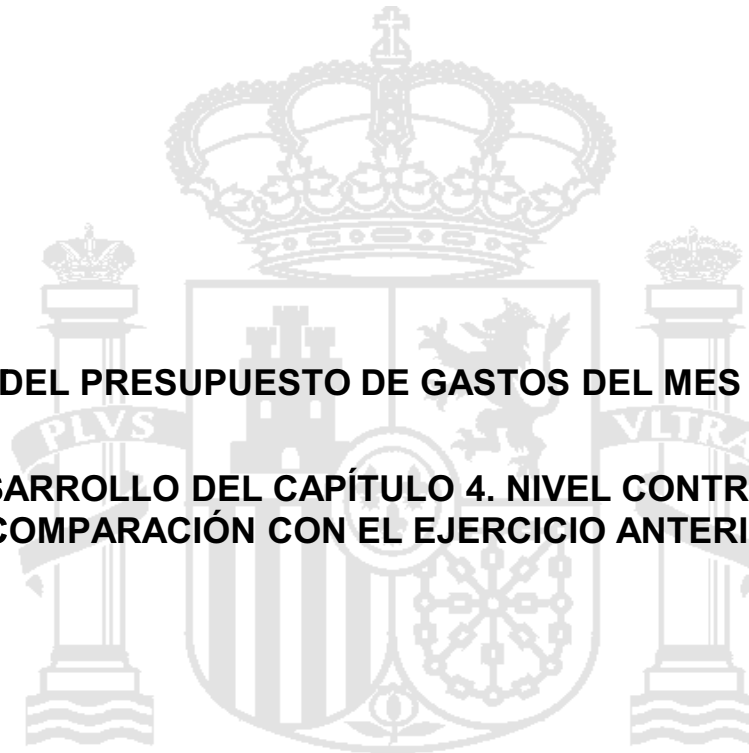 DEL PRESUPUESTO DE GASTOS DEL MES
PLVS
VLTRA
SARROLLO DEL CAPÍTULO 4. NIVEL CONTR
COMPARACIÓN CON EL EJERCICIO ANTERI